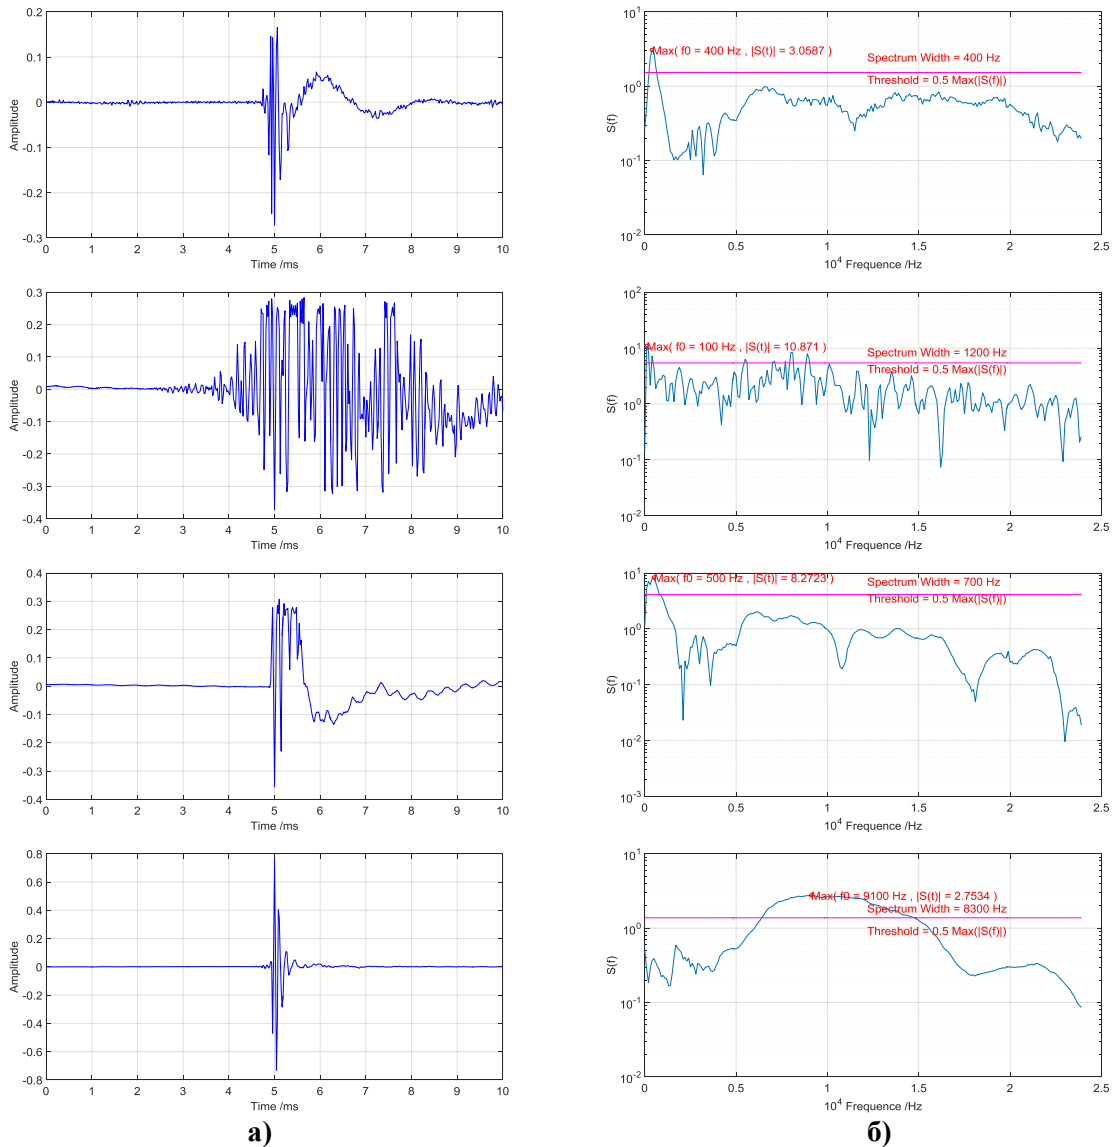 0.2
0.1
0
-0.1
-0.2
-0.3
Amplitude
0 1 2 3 4 5 6 7 8 9 10
Time /ms
10^1
10^0
10^-1
10^-2
S(f)
Max( f0 = 400 Hz , |S(t)| = 3.0587 )
Spectrum Width = 400 Hz
Threshold = 0.5 Max(|S(f)|)
0 0.5 1 1.5 2 2.5
10^4 Frequence /Hz
0.3
0.2
0.1
0
-0.1
-0.2
-0.3
-0.4
Amplitude
0 1 2 3 4 5 6 7 8 9 10
Time /ms
10^2
10^1
10^0
10^-1
10^-2
S(f)
Max( f0 = 100 Hz , |S(t)| = 10.871 )
Spectrum Width = 1200 Hz
Threshold = 0.5 Max(|S(f)|)
0 0.5 1 1.5 2 2.5
10^4 Frequence /Hz
0.4
0.3
0.2
0.1
0
-0.1
-0.2
-0.3
-0.4
Amplitude
0 1 2 3 4 5 6 7 8 9 10
Time /ms
10^1
10^0
10^-1
10^-2
10^-3
S(f)
Max( f0 = 500 Hz , |S(t)| = 8.2723 )
Spectrum Width = 700 Hz
Threshold = 0.5 Max(|S(f)|)
0 0.5 1 1.5 2 2.5
10^4 Frequence /Hz
0.8
0.6
0.4
0.2
0
-0.2
-0.4
-0.6
-0.8
Amplitude
0 1 2 3 4 5 6 7 8 9 10
Time /ms
10^1
10^0
10^-1
10^-2
S(f)
Max( f0 = 9100 Hz , |S(t)| = 2.7534 )
Spectrum Width = 8300 Hz
Threshold = 0.5 Max(|S(f)|)
0 0.5 1 1.5 2 2.5
10^4 Frequence /Hz
а) б)